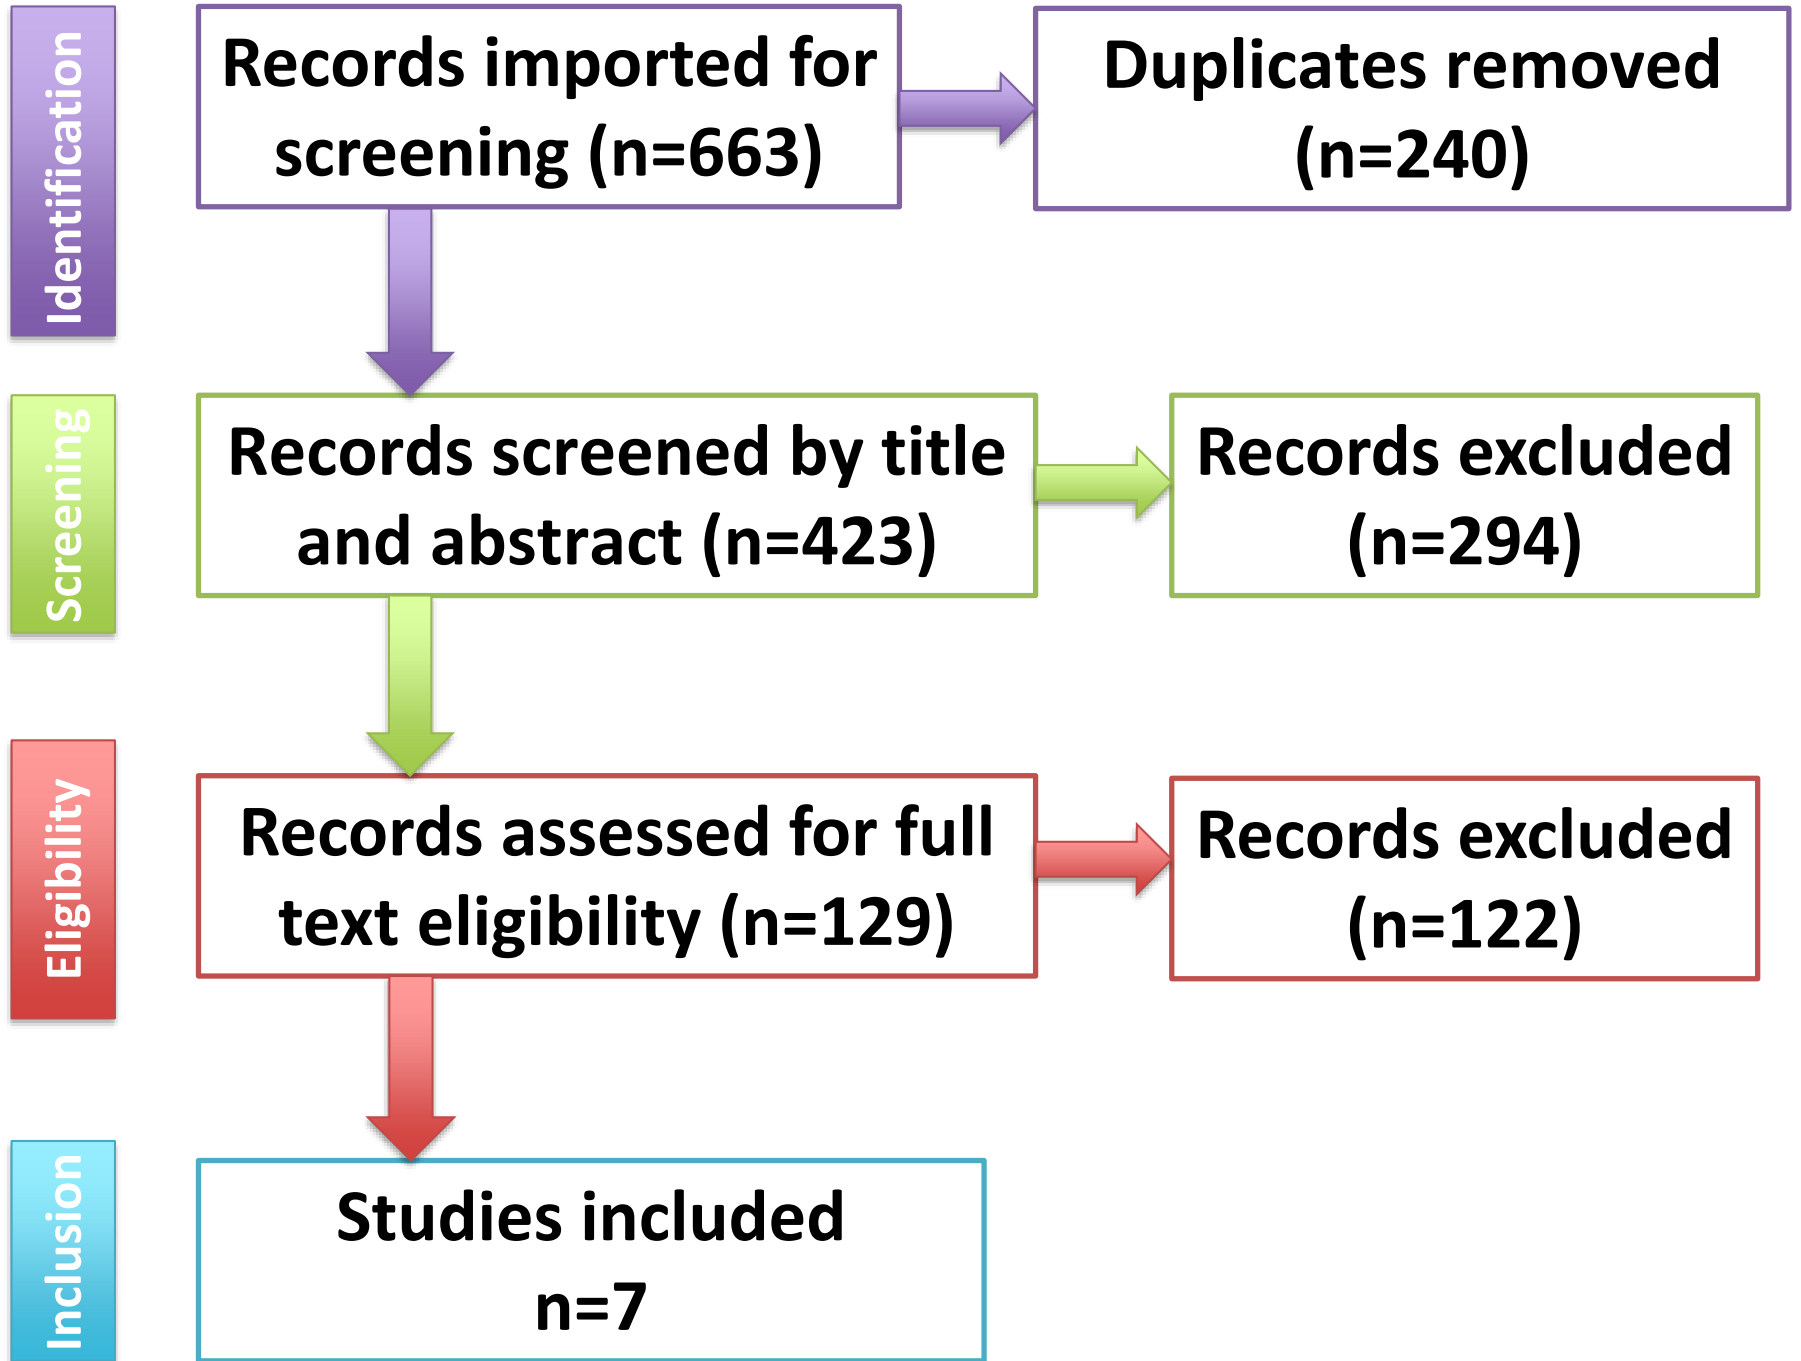 Identification
Records imported for
screening (n=663)
Duplicates removed
(n=240)
Screening
Records screened by title
and abstract (n=423)
Records excluded
(n=294)
Eligibility
Records assessed for full
text eligibility (n=129)
Records excluded
(n=122)
Inclusion
Studies included
n=7